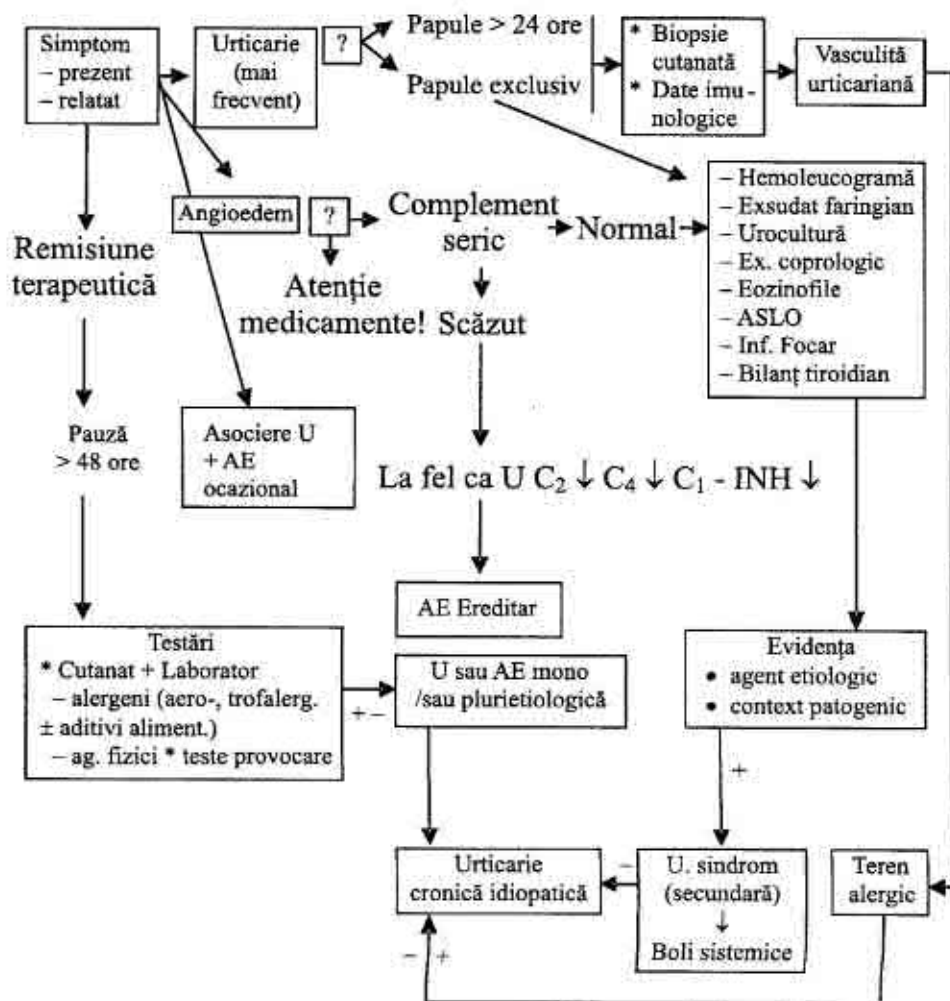 Simptom
– prezent
– relatat
Urticarie
(mai
frecvent)
?
Papule > 24 ore
Papule exclusiv
* Biopsie
cutanată
* Date imu-
nologice
Vasculită
urticariană
Angioedem
?
Complement
seric
Normal
– Hemoleucogramă
– Exsudat faringian
– Urocultură
– Ex. coprologic
– Eozinofile
– ASLO
– Inf. Focar
– Bilanț tiroidian
Remisiune
terapeutică
Atenție
medicamente!
Scăzut
Pauză
> 48 ore
Asociere U
+ AE
ocazional
La fel ca U C₂ ↓ C₄ ↓ C₁ - INH ↓
AE Ereditar
Testări
* Cutanat + Laborator
– alergeni (aero-, trofalerg.
± aditivi aliment.)
– ag. fizici * teste provocare
+ –
U sau AE mono
/sau plurietiologică
Evidența
• agent etiologic
• context patogenic
+
Urticarie
cronică idiopatică
–
U. sindrom
(secundară)
↓
Boli sistemice
Teren
alergic
– +